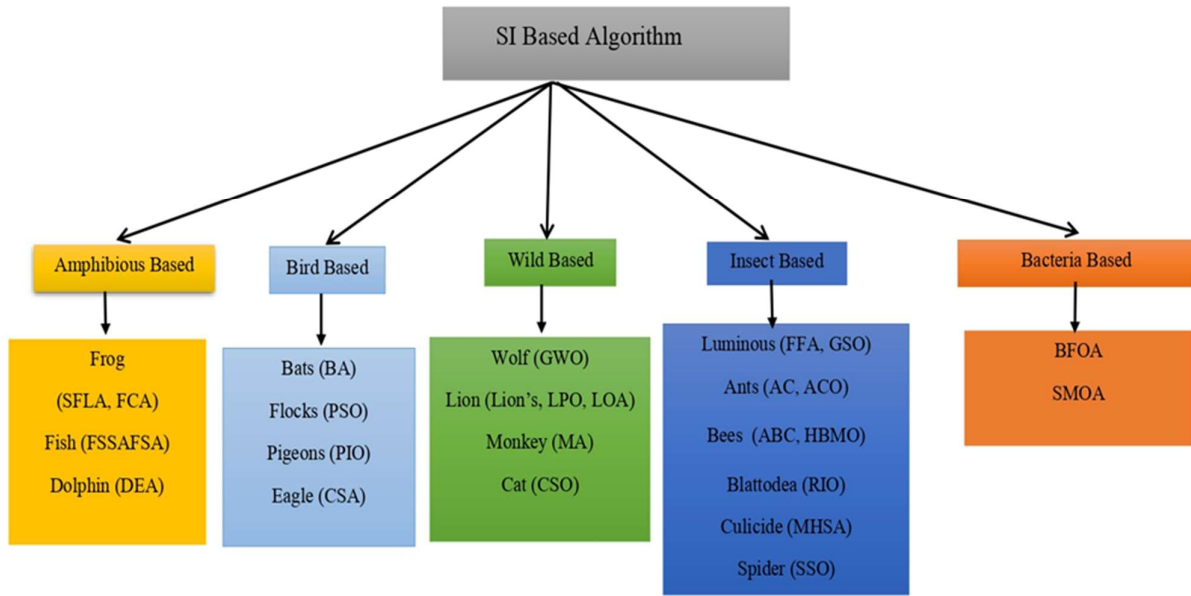 SI Based Algorithm
Amphibious Based
Bird Based
Wild Based
Insect Based
Bacteria Based
Frog
(SFLA, FCA)
Fish (FSSAFSA)
Dolphin (DEA)
Bats (BA)
Flocks (PSO)
Pigeons (PIO)
Eagle (CSA)
Wolf (GWO)
Lion (Lion’s, LPO, LOA)
Monkey (MA)
Cat (CSO)
Luminous (FFA, GSO)
Ants (AC, ACO)
Bees (ABC, HBMO)
Blattodea (RIO)
Culicide (MHSA)
Spider (SSO)
BFOA
SMOA